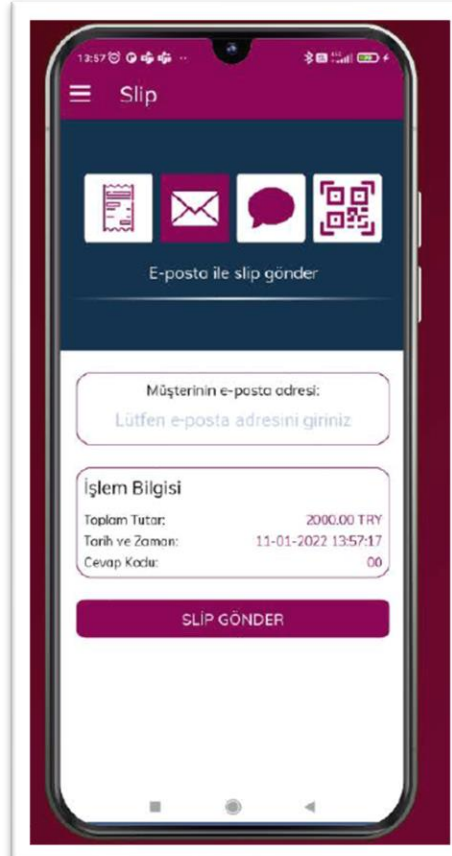 13:57
Slip
E-posta ile slip gönder
Müşterinin e-posta adresi:
Lütfen e-posta adresini giriniz
İşlem Bilgisi
Toplam Tutar: 2000.00 TRY
Tarih ve Zaman: 11-01-2022 13:57:17
Cevap Kodu: 00
SLİP GÖNDER